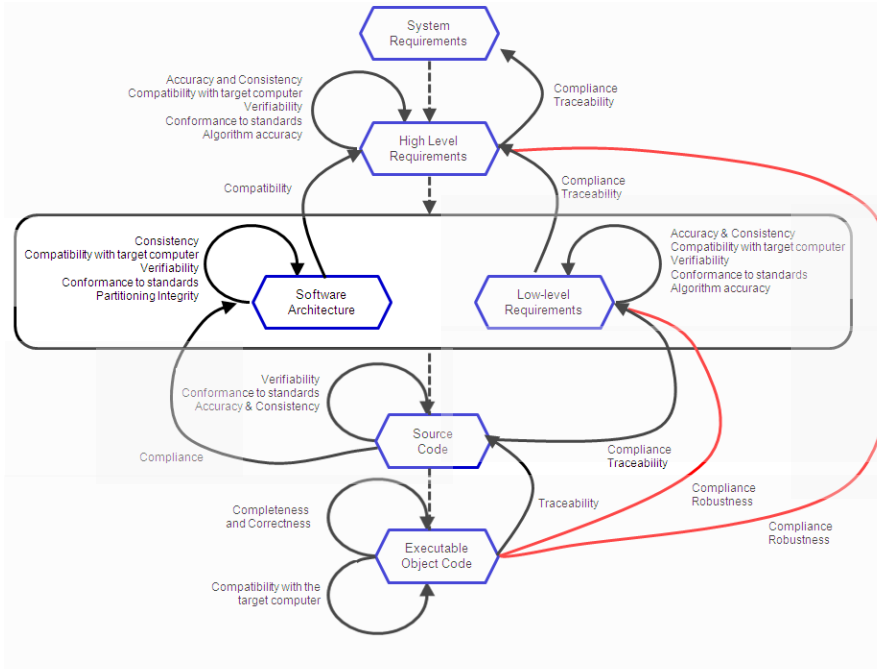 System
Requirements
Accuracy and Consistency
Compatibility with target computer
Verifiability
Conformance to standards
Algorithm accuracy
Compliance
Traceability
High Level
Requirements
Compatibility
Compliance
Traceability
Consistency
Compatibility with target computer
Verifiability
Conformance to standards
Partitioning Integrity
Software
Architecture
Low-level
Requirements
Accuracy & Consistency
Compatibility with target computer
Verifiability
Conformance to standards
Algorithm accuracy
Verifiability
Conformance to standards
Accuracy & Consistency
Source
Code
Compliance
Compliance
Traceability
Completeness
and Correctness
Traceability
Compliance
Robustness
Compliance
Robustness
Executable
Object Code
Compatibility with the
target computer